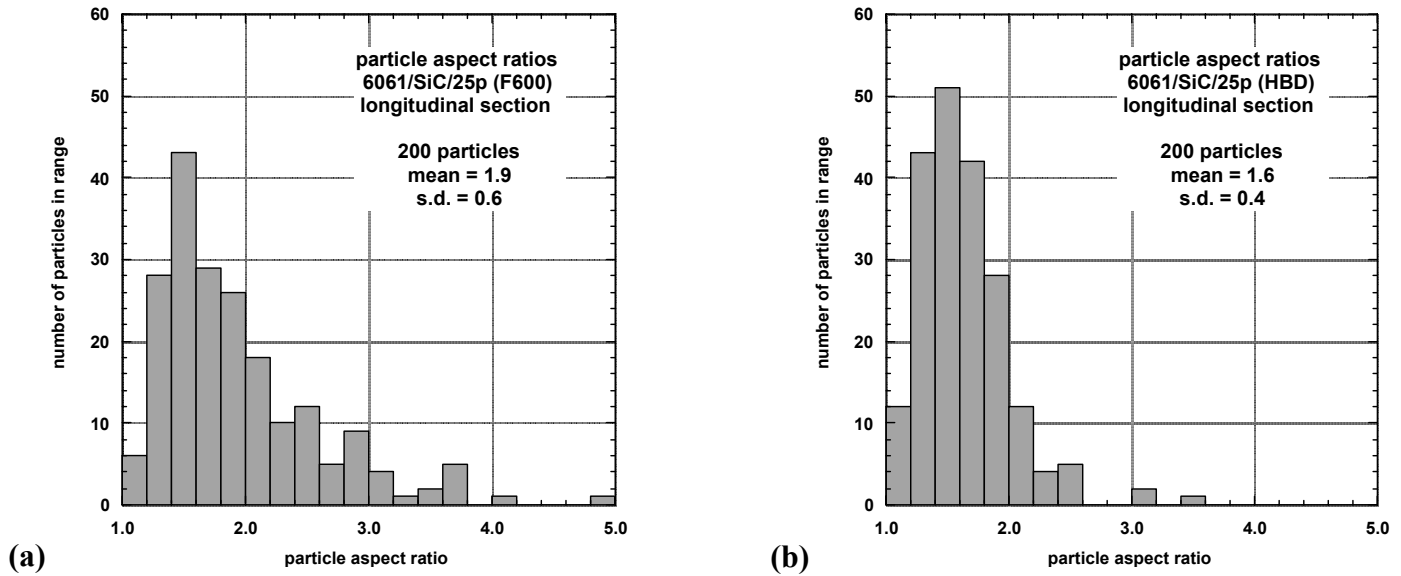 60
50
40
30
20
10
0
number of particles in range
particle aspect ratios
6061/SiC/25p (F600)
longitudinal section
200 particles
mean = 1.9
s.d. = 0.6
1.0 2.0 3.0 4.0 5.0
particle aspect ratio
(a)
60
50
40
30
20
10
0
number of particles in range
particle aspect ratios
6061/SiC/25p (HBD)
longitudinal section
200 particles
mean = 1.6
s.d. = 0.4
1.0 2.0 3.0 4.0 5.0
particle aspect ratio
(b)